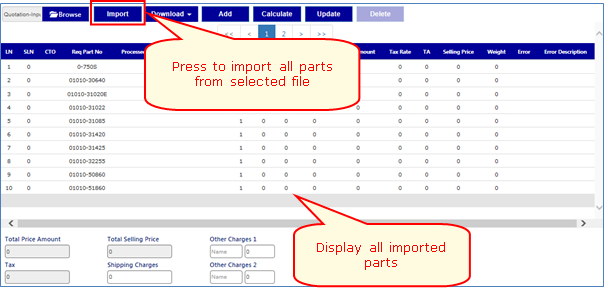 Quotation-Inpu Browse Import Download Add Calculate Update Delete
<< < 1 2 > >>
LN SLN CTO Req Part No Tax Rate TA Selling Price Weight Error Error Description
1 0 0-750S 0 0 0 0
2 0 01010-30640 0 0 0 0
3 0 01010-31020E 0 0 0 0
4 0 01010-31022 0 0 0 0 0
5 0 01010-31085 1 0 0 0 0 0 0 0 0
6 0 01010-31420 1 0 0 0 0 0 0 0 0
7 0 01010-31425 1 0 0 0 0 0 0 0 0
8 0 01010-32255 1 0 0 0 0 0 0 0 0
9 0 01010-50860 1 0 0 0 0 0 0 0 0
10 0 01010-51860 1 0 0 0 0 0 0 0 0
Press to import all parts
from selected file
Display all imported
parts
Total Price Amount Total Selling Price Other Charges 1
0 0 Name 0
Tax Shipping Charges Other Charges 2
0 0 Name 0